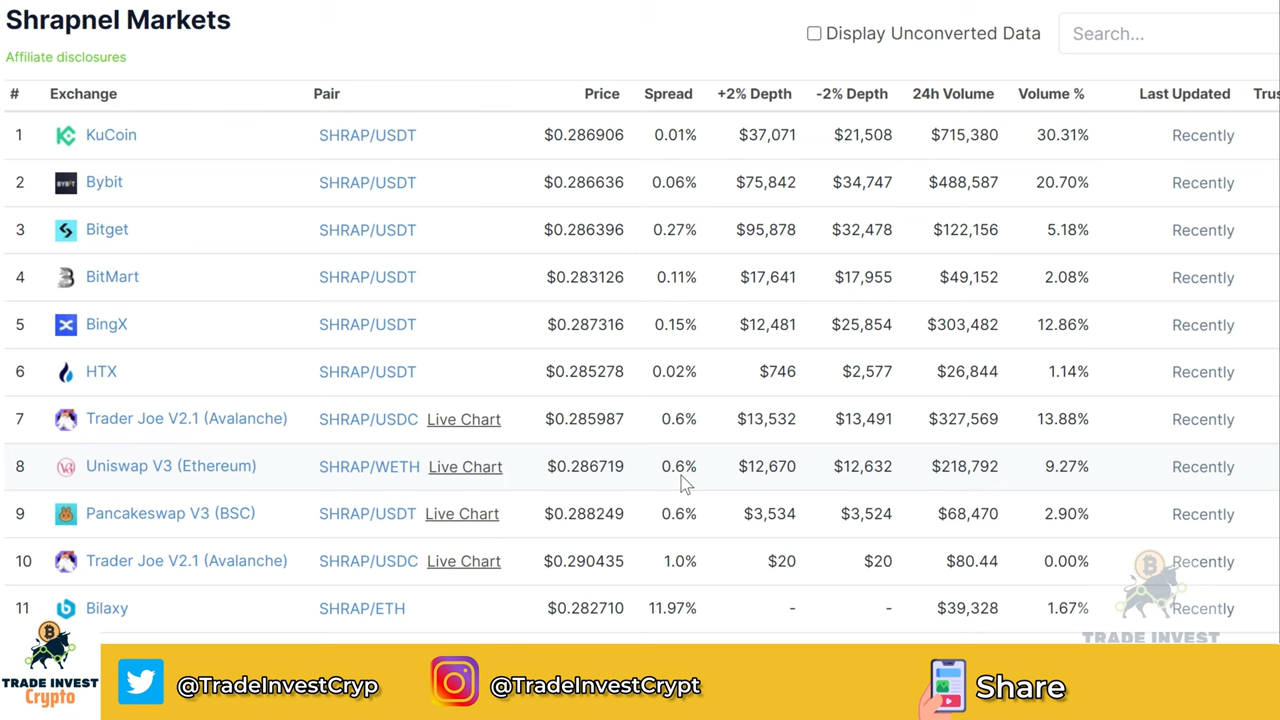 Shrapnel Markets
Display Unconverted Data
Search...
Affiliate disclosures
# Exchange Pair Price Spread +2% Depth -2% Depth 24h Volume Volume % Last Updated Trus
1 KuCoin SHRAP/USDT $0.286906 0.01% $37,071 $21,508 $715,380 30.31% Recently
2 BYBIT Bybit SHRAP/USDT $0.286636 0.06% $75,842 $34,747 $488,587 20.70% Recently
3 Bitget SHRAP/USDT $0.286396 0.27% $95,878 $32,478 $122,156 5.18% Recently
4 BitMart SHRAP/USDT $0.283126 0.11% $17,641 $17,955 $49,152 2.08% Recently
5 BingX SHRAP/USDT $0.287316 0.15% $12,481 $25,854 $303,482 12.86% Recently
6 HTX SHRAP/USDT $0.285278 0.02% $746 $2,577 $26,844 1.14% Recently
7 Trader Joe V2.1 (Avalanche) SHRAP/USDC Live Chart $0.285987 0.6% $13,532 $13,491 $327,569 13.88% Recently
8 V3 Uniswap V3 (Ethereum) SHRAP/WETH Live Chart $0.286719 0.6% $12,670 $12,632 $218,792 9.27% Recently
9 Pancakeswap V3 (BSC) SHRAP/USDT Live Chart $0.288249 0.6% $3,534 $3,524 $68,470 2.90% Recently
10 Trader Joe V2.1 (Avalanche) SHRAP/USDC Live Chart $0.290435 1.0% $20 $20 $80.44 0.00% Recently
11 Bilaxy SHRAP/ETH $0.282710 11.97% - - $39,328 1.67% Recently
TRADE INVEST
TRADE INVEST
Crypto
@TradeInvestCryp
@TradeInvestCrypt
Share